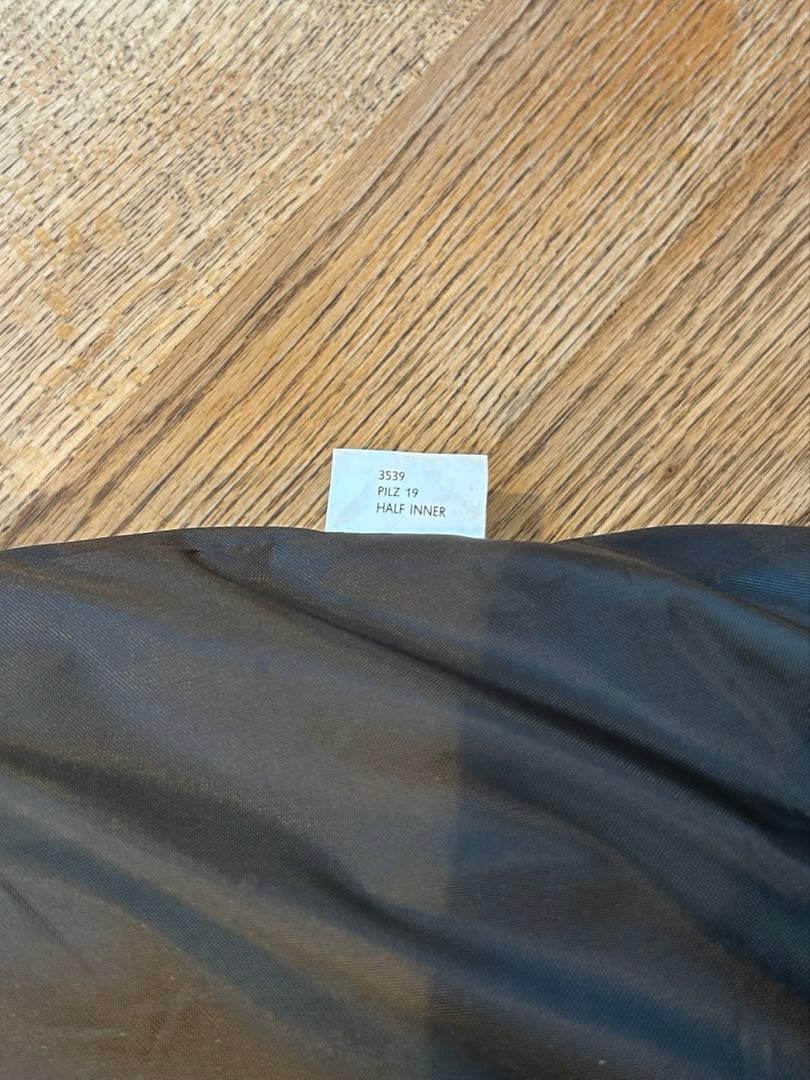 3539
PILZ 19
HALF INNER